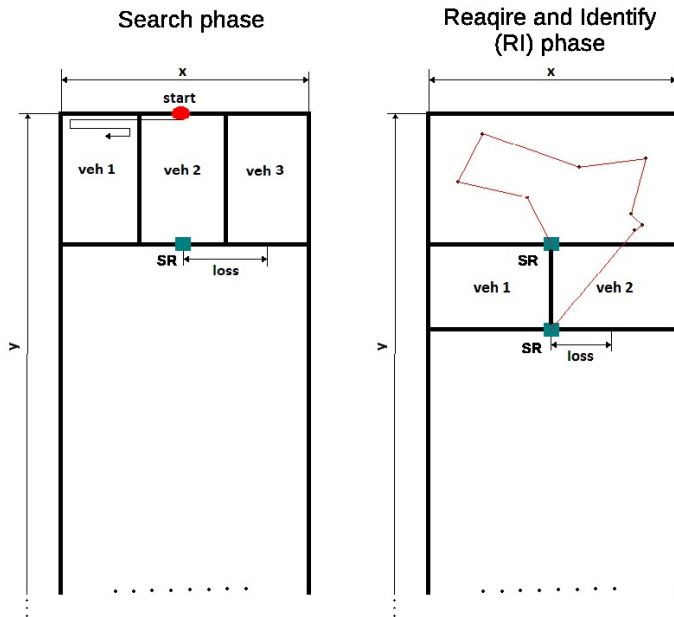 Search phase
Reaqire and Identify
(RI) phase
x
start
veh 1
veh 2
veh 3
SR
loss
y
x
SR
veh 1
veh 2
SR
loss
y